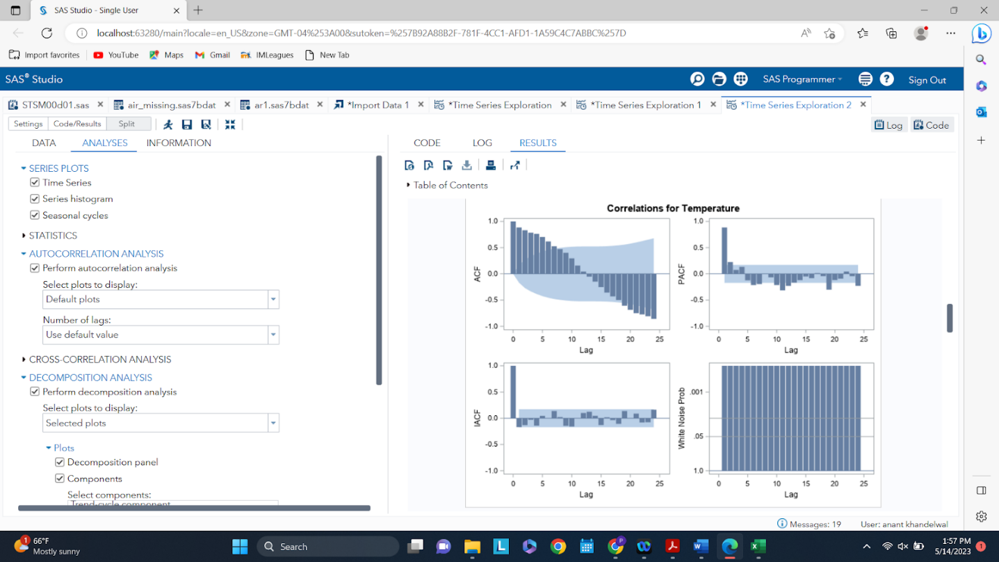 SAS Studio - Single User
localhost:63280/main?locale=en_US&zone=GMT-04%253A00&sutoken=%257B92A88B2F-781F-4CC1-AFD1-1A59C4C7ABBC%257D
Import favorites YouTube Maps Gmail IMLeagues New Tab
SAS® Studio SAS Programmer Sign Out
STSM00d01.sas air_missing.sas7bdat ar1.sas7bdat *Import Data 1 *Time Series Exploration *Time Series Exploration 1 *Time Series Exploration 2
Settings Code/Results Split Log Code
DATA ANALYSES INFORMATION
SERIES PLOTS
Time Series
Series histogram
Seasonal cycles
STATISTICS
AUTOCORRELATION ANALYSIS
Perform autocorrelation analysis
Select plots to display:
Default plots
Number of lags:
Use default value
CROSS-CORRELATION ANALYSIS
DECOMPOSITION ANALYSIS
Perform decomposition analysis
Select plots to display:
Selected plots
Plots
Decomposition panel
Components
Select components:
Trend-cycle component
CODE LOG RESULTS
Table of Contents
Correlations for Temperature
1.0
0.5
0.0
-0.5
-1.0
ACF
0 5 10 15 20 25
Lag
1.0
0.5
0.0
-0.5
-1.0
PACF
0 5 10 15 20 25
Lag
1.0
0.5
0.0
-0.5
-1.0
IACF
0 5 10 15 20 25
Lag
.001
.05
1.0
White Noise Prob
0 5 10 15 20 25
Lag
Messages: 19 User: anant khandelwal
1
66°F
Mostly sunny
Search
L
P
1:57 PM
5/14/2023
1